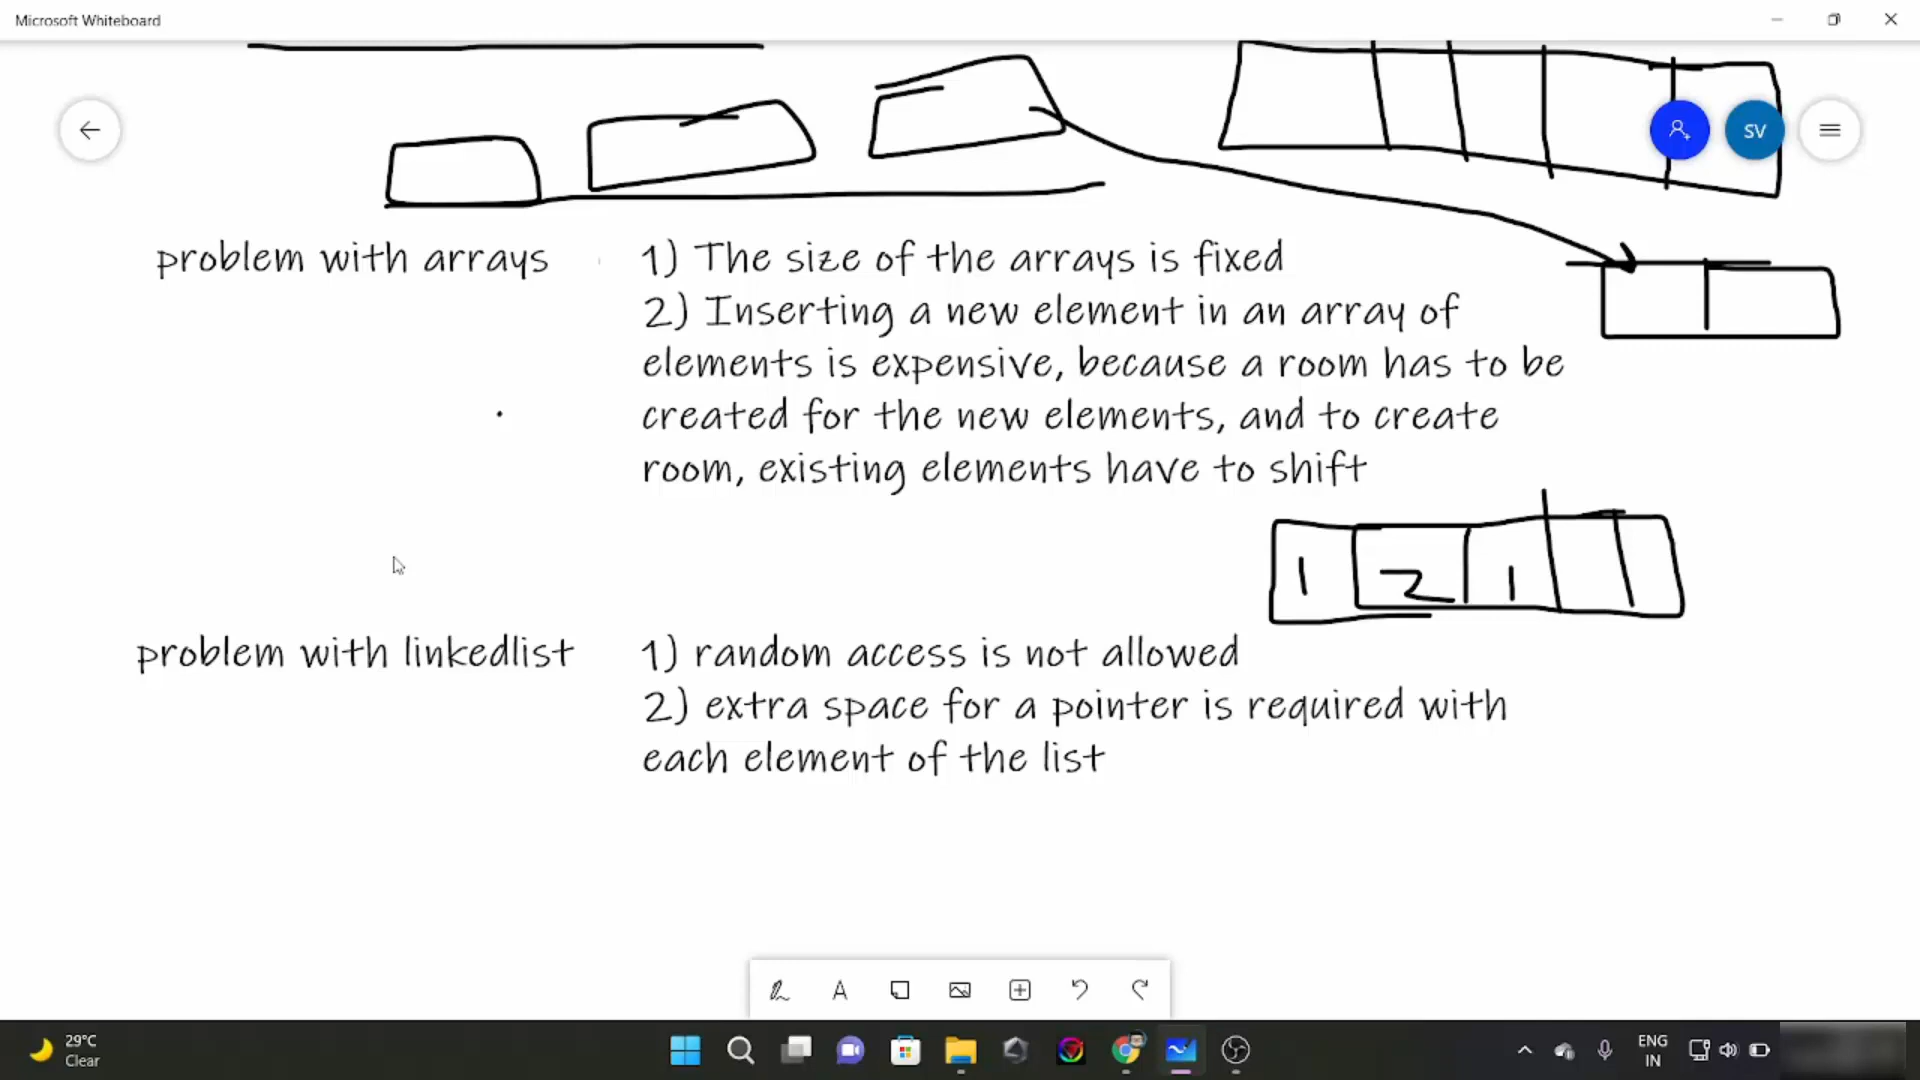 Microsoft Whiteboard
SV
problem with arrays 1) The size of the arrays is fixed
2) Inserting a new element in an array of
elements is expensive, because a room has to be
created for the new elements, and to create
room, existing elements have to shift
1 2 1
problem with linkedlist 1) random access is not allowed
2) extra space for a pointer is required with
each element of the list
29°C
Clear
ENG
IN